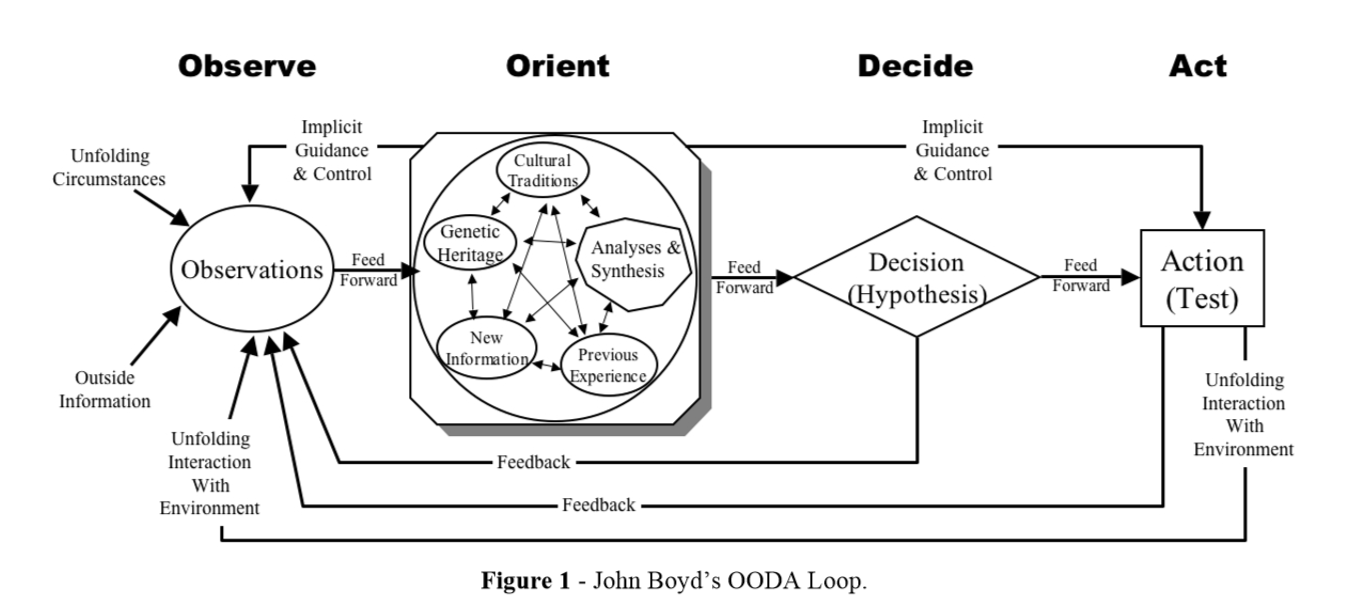 Observe
Orient
Decide
Act
Implicit
Guidance
& Control
Implicit
Guidance
& Control
Unfolding
Circumstances
Cultural
Traditions
Genetic
Heritage
Analyses &
Synthesis
New
Information
Previous
Experience
Observations
Feed
Forward
Feed
Forward
Decision
(Hypothesis)
Feed
Forward
Action
(Test)
Outside
Information
Unfolding
Interaction
With
Environment
Unfolding
Interaction
With
Environment
Feedback
Feedback
Figure 1 - John Boyd’s OODA Loop.